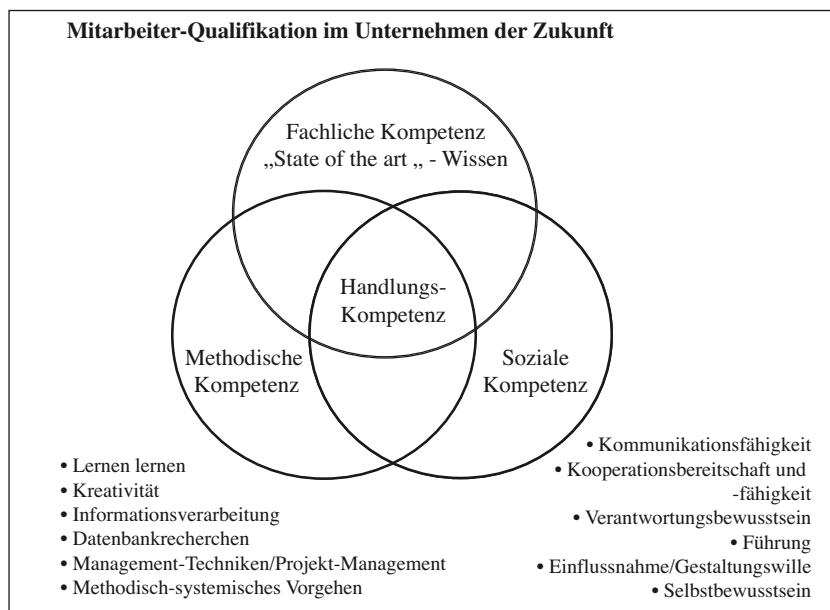 Mitarbeiter-Qualifikation im Unternehmen der Zukunft
Fachliche Kompetenz
„State of the art „ - Wissen
Handlungs-
Kompetenz
Methodische
Kompetenz
Soziale
Kompetenz
• Lernen lernen
• Kreativität
• Informationsverarbeitung
• Datenbankrecherchen
• Management-Techniken/Projekt-Management
• Methodisch-systemisches Vorgehen
• Kommunikationsfähigkeit
• Kooperationsbereitschaft und
-fähigkeit
• Verantwortungsbewusstsein
• Führung
• Einflussnahme/Gestaltungswille
• Selbstbewusstsein